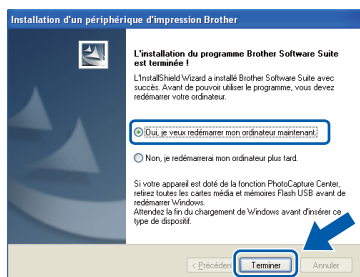 Installation d'un périphérique d'impression Brother
L'installation du programme Brother Software Suite
est terminée !
L'InstallShield Wizard a installé Brother Software Suite avec
succès. Avant de pouvoir utiliser le programme, vous devez
redémarrer votre ordinateur.
Oui, je veux redémarrer mon ordinateur maintenant.
Non, je redémarrerai mon ordinateur plus tard.
Si votre appareil est doté de la fonction PhotoCapture Center,
retirez toutes les cartes média et mémoires Flash USB avant de
redémarrer Windows.
Attendez la fin du chargement de Windows avant d'insérer ce
type de dispositif.
< Précéden Terminer Annuler